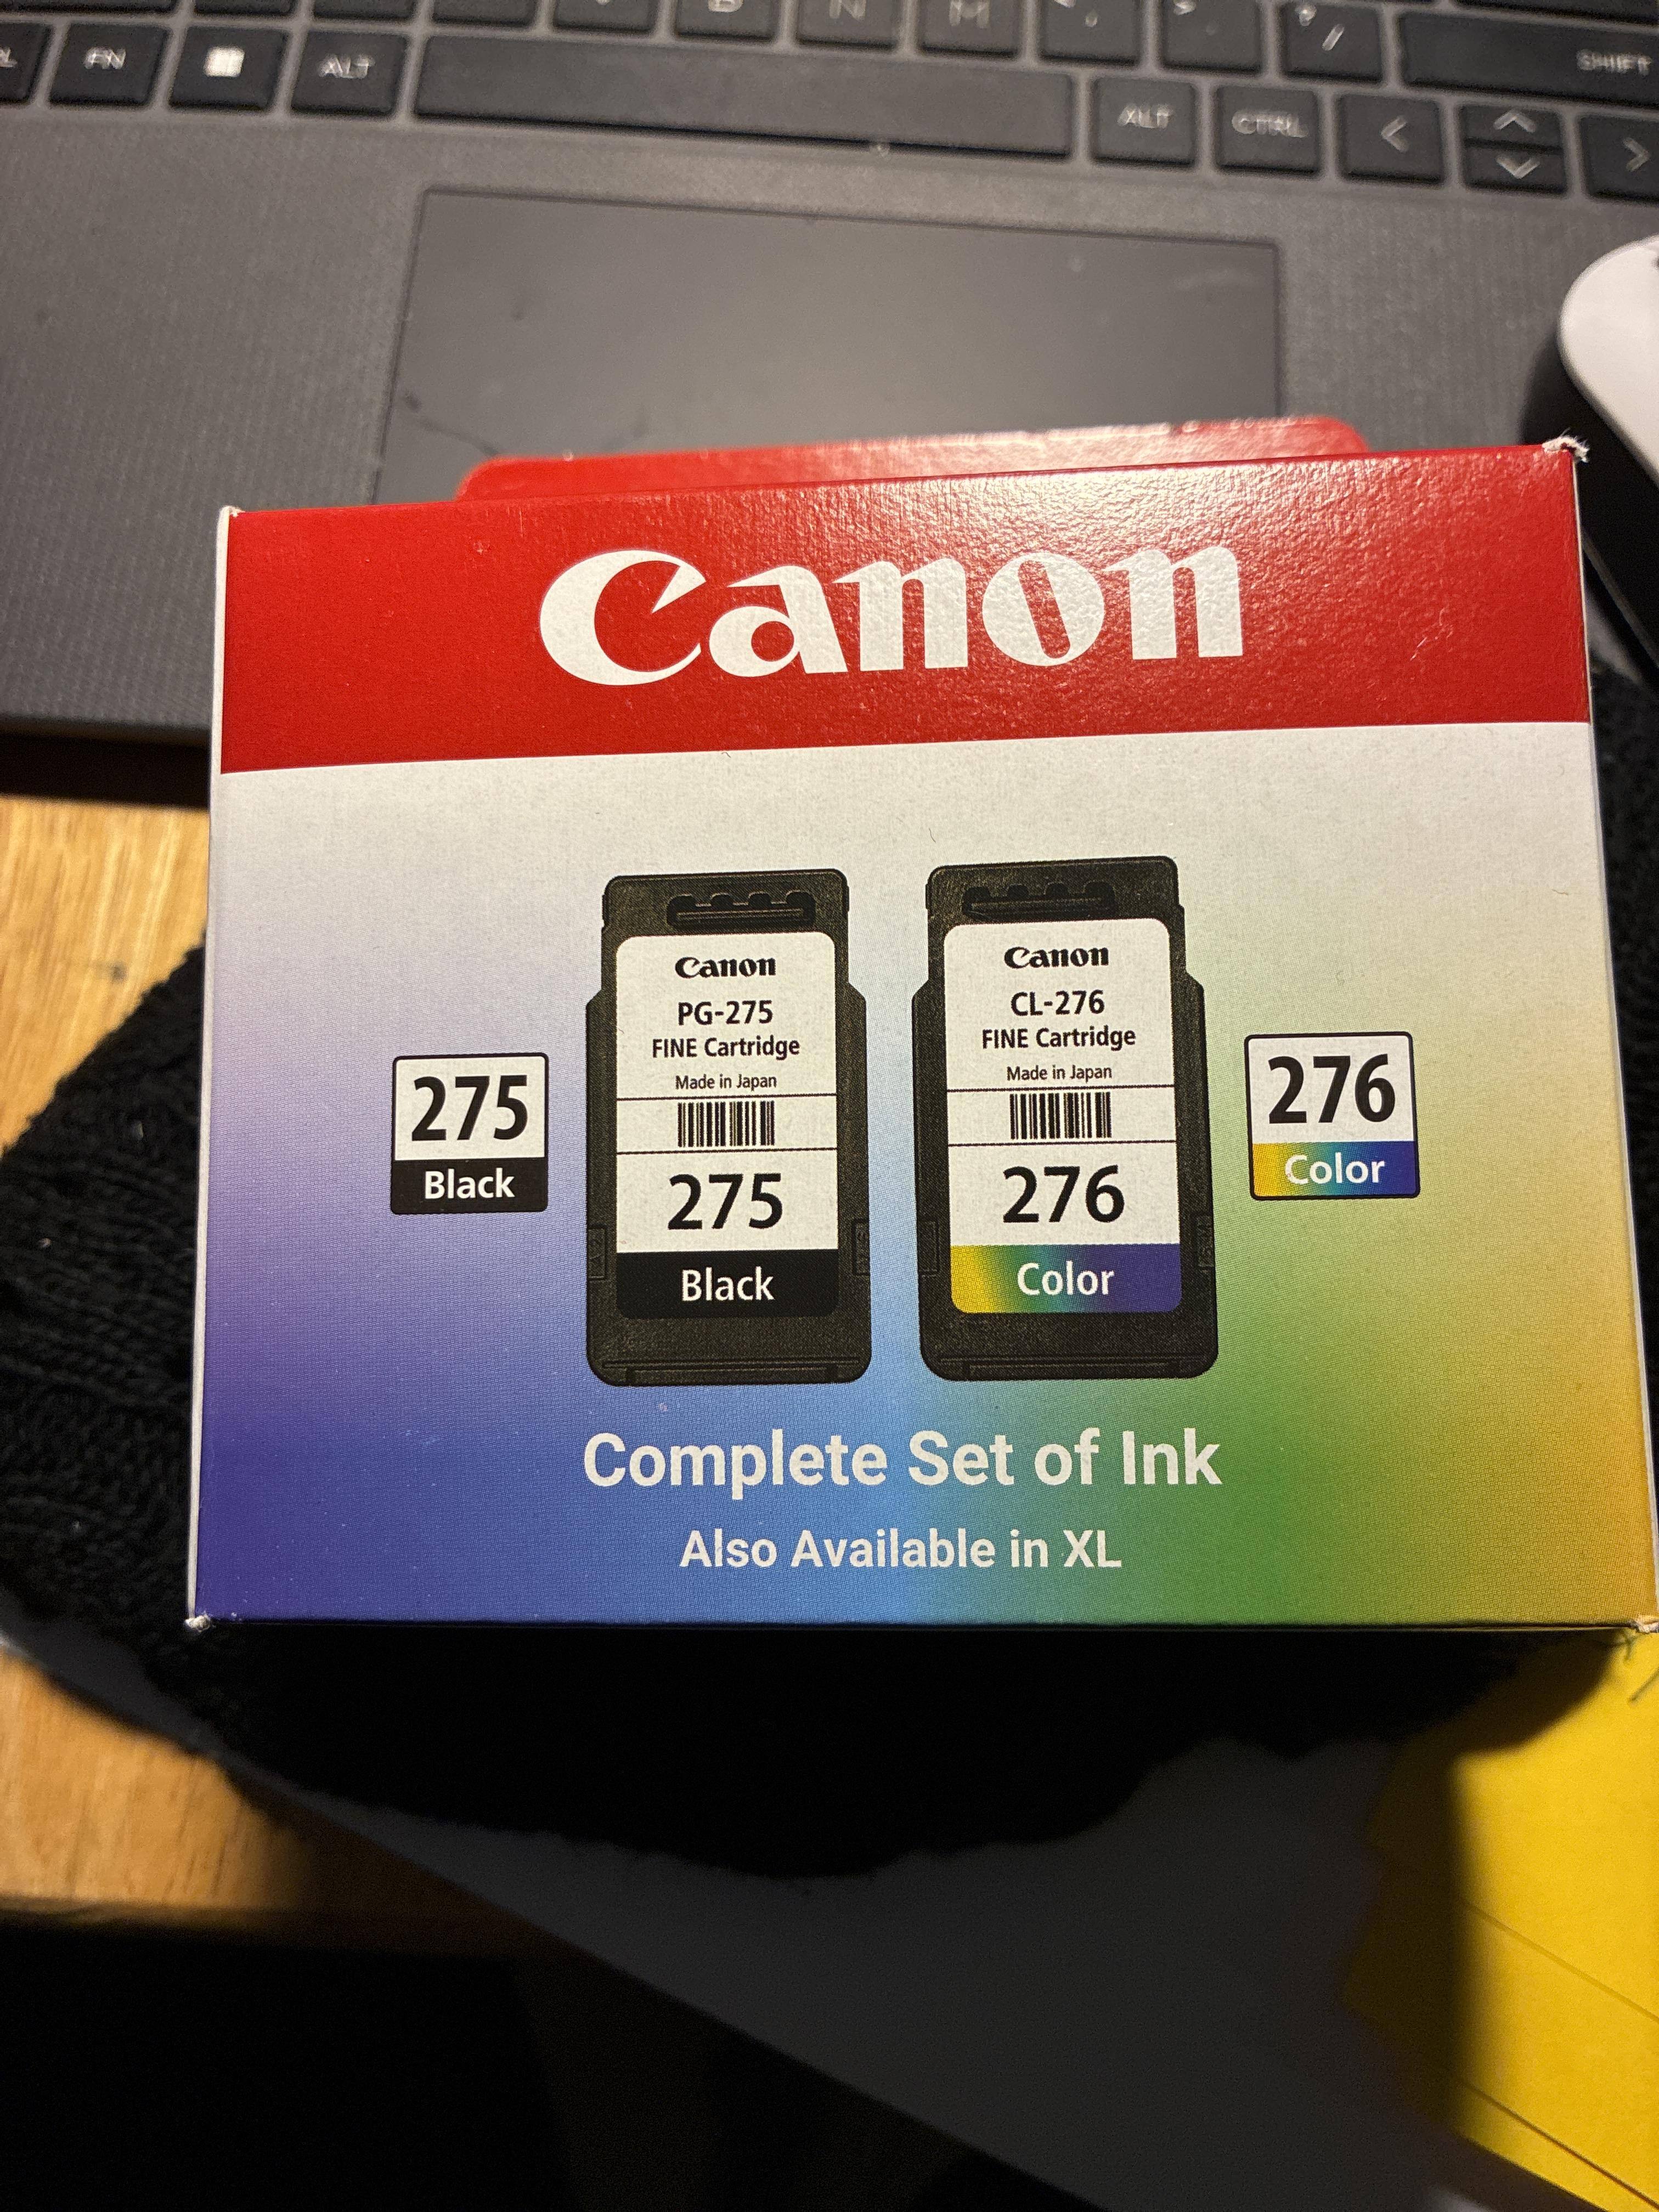 FN
ALT
B
N
M
?
/
SHIFT
ALT
CTRL
Canon
Canon
PG-275
FINE Cartridge
Made in Japan
275
Black
Canon
CL-276
FINE Cartridge
Made in Japan
276
Color
275
Black
276
Color
Complete Set of Ink
Also Available in XL